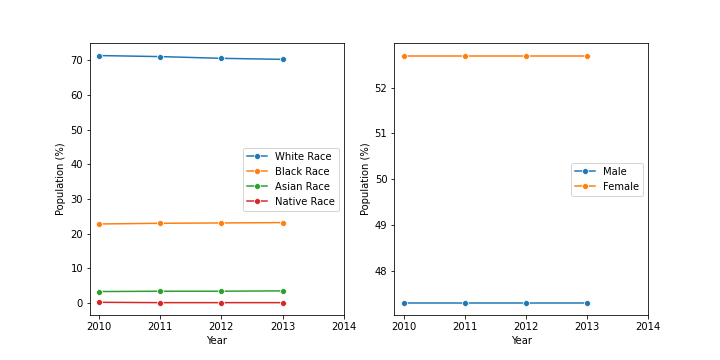 70
60
50
40
30
20
10
0
Population (%)
2010 2011 2012 2013 2014
Year
White Race
Black Race
Asian Race
Native Race
52
51
50
49
48
Population (%)
2010 2011 2012 2013 2014
Year
Male
Female